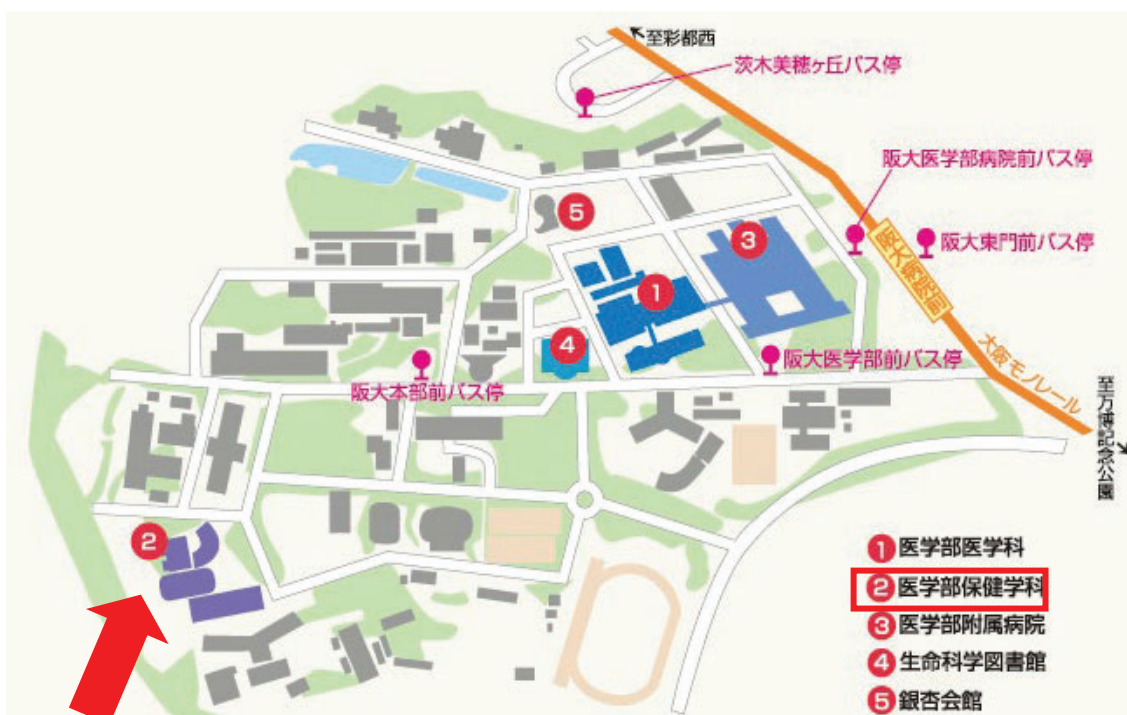 至彩都西
茨木美穂ヶ丘バス停
阪大医学部病院前バス停
阪大東門前バス停
阪大病院前
5
3
1
4
阪大医学部前バス停
阪大本部前バス停
大阪モノレール
至万博記念公園
2
1 医学部医学科
2 医学部保健学科
3 医学部附属病院
4 生命科学図書館
5 銀杏会館